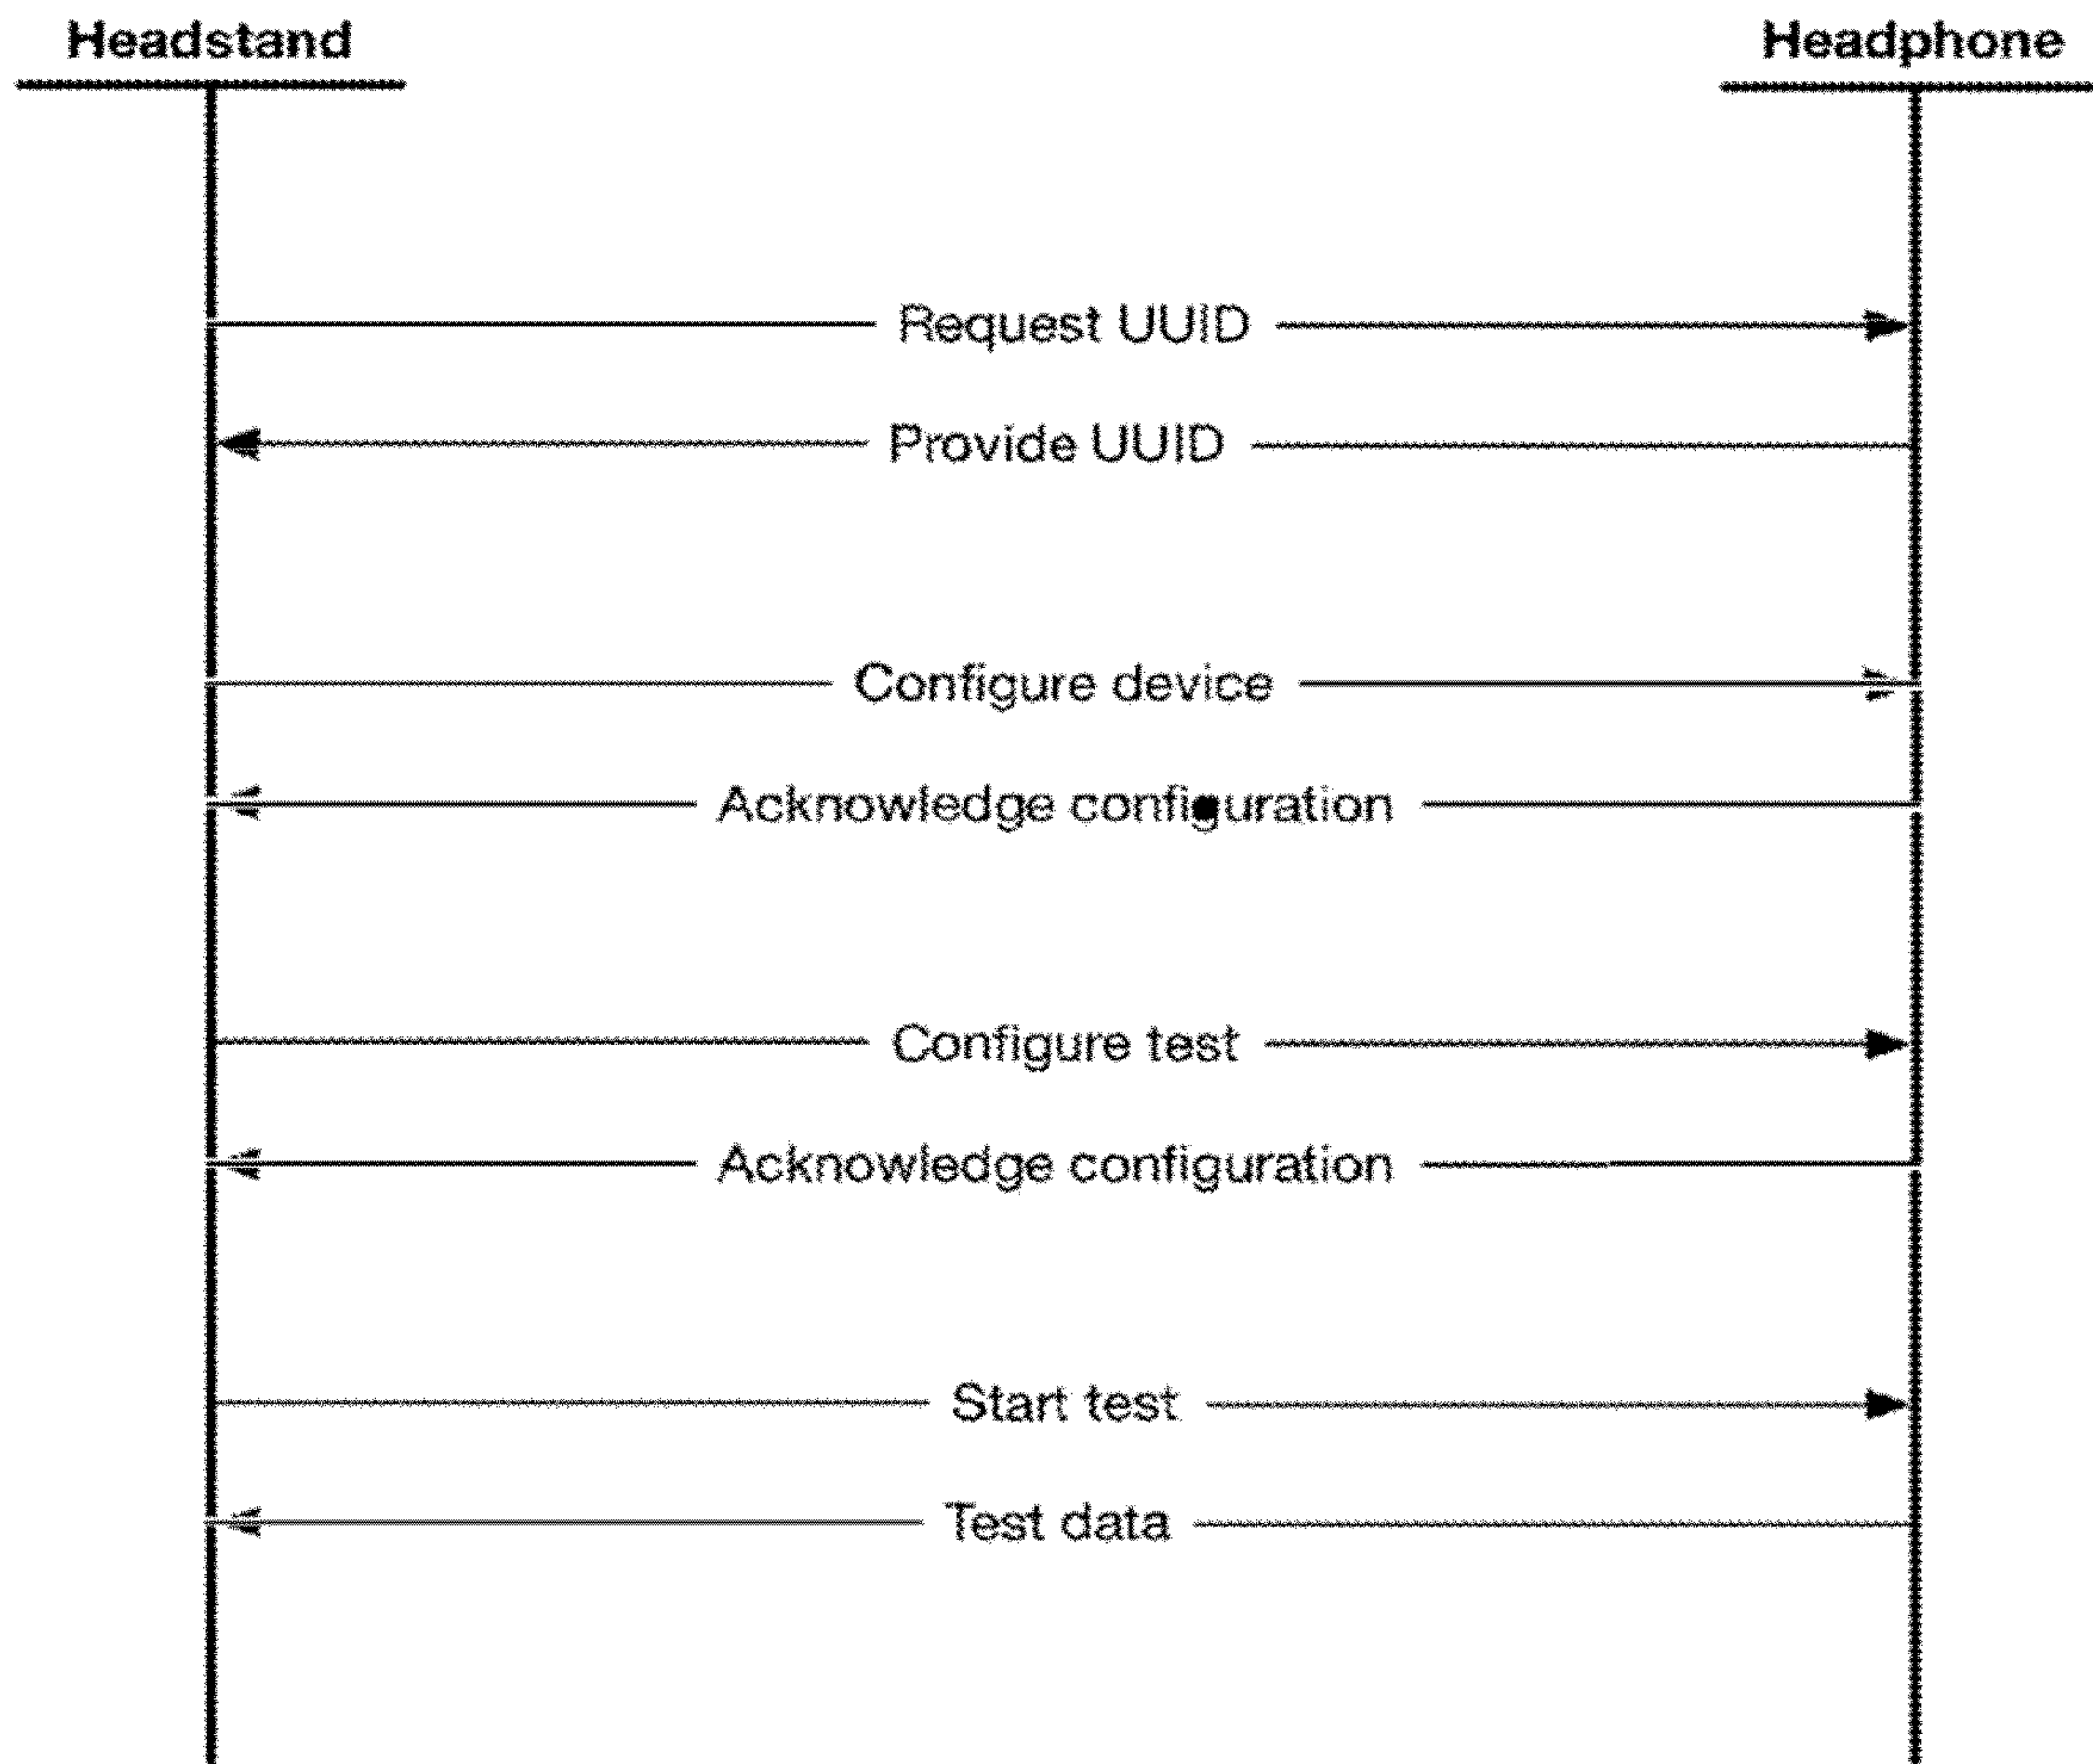 Headstand
Headphone
Request UUID
Provide UUID
Configure device
Acknowledge configuration
Configure test
Acknowledge configuration
Start test
Test data